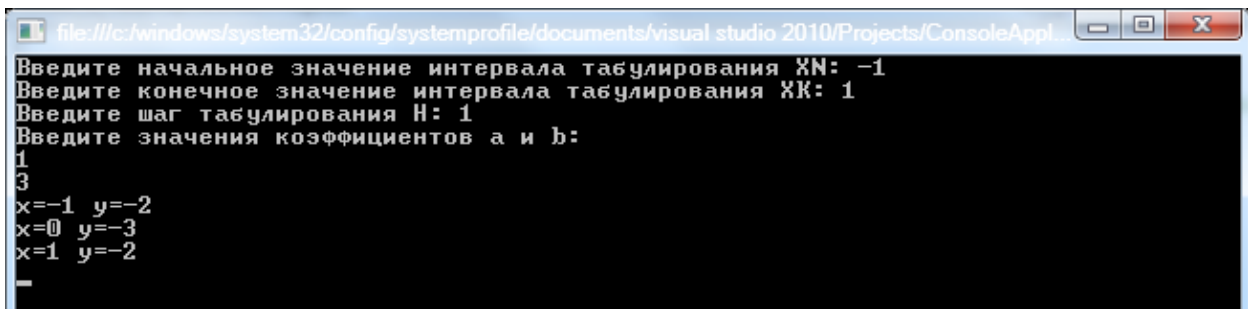 file:///c:/windows/system32/config/systemprofile/documents/visual studio 2010/Projects/ConsoleAppl...
Введите начальное значение интервала табулирования XN: -1
Введите конечное значение интервала табулирования XK: 1
Введите шаг табулирования H: 1
Введите значения коэффициентов a и b:
1
3
x=-1 y=-2
x=0 y=-3
x=1 y=-2